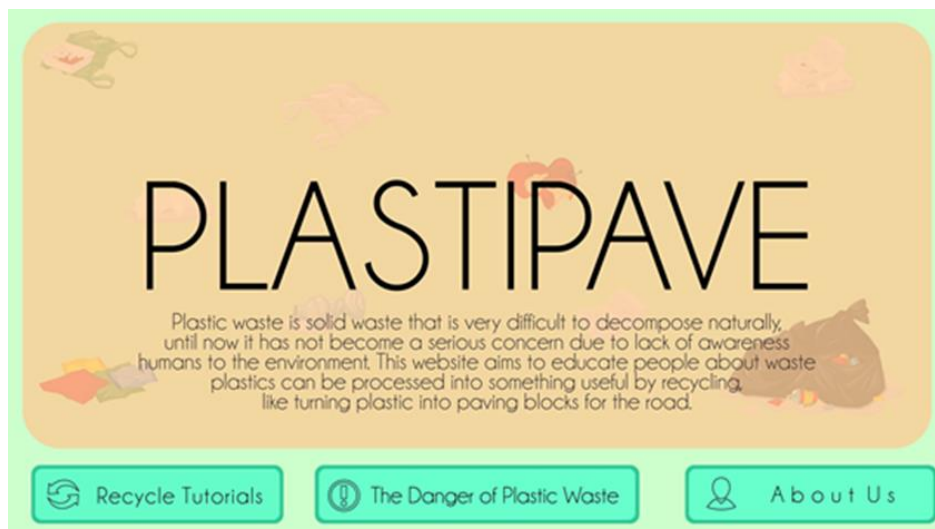 PLASTIPAVE
Plastic waste is solid waste that is very difficult to decompose naturally,
until now it has not become a serious concern due to lack of awareness
humans to the environment. This website aims to educate people about waste
plastics can be processed into something useful by recycling,
like turning plastic into paving blocks for the road.
Recycle Tutorials
The Danger of Plastic Waste
About Us